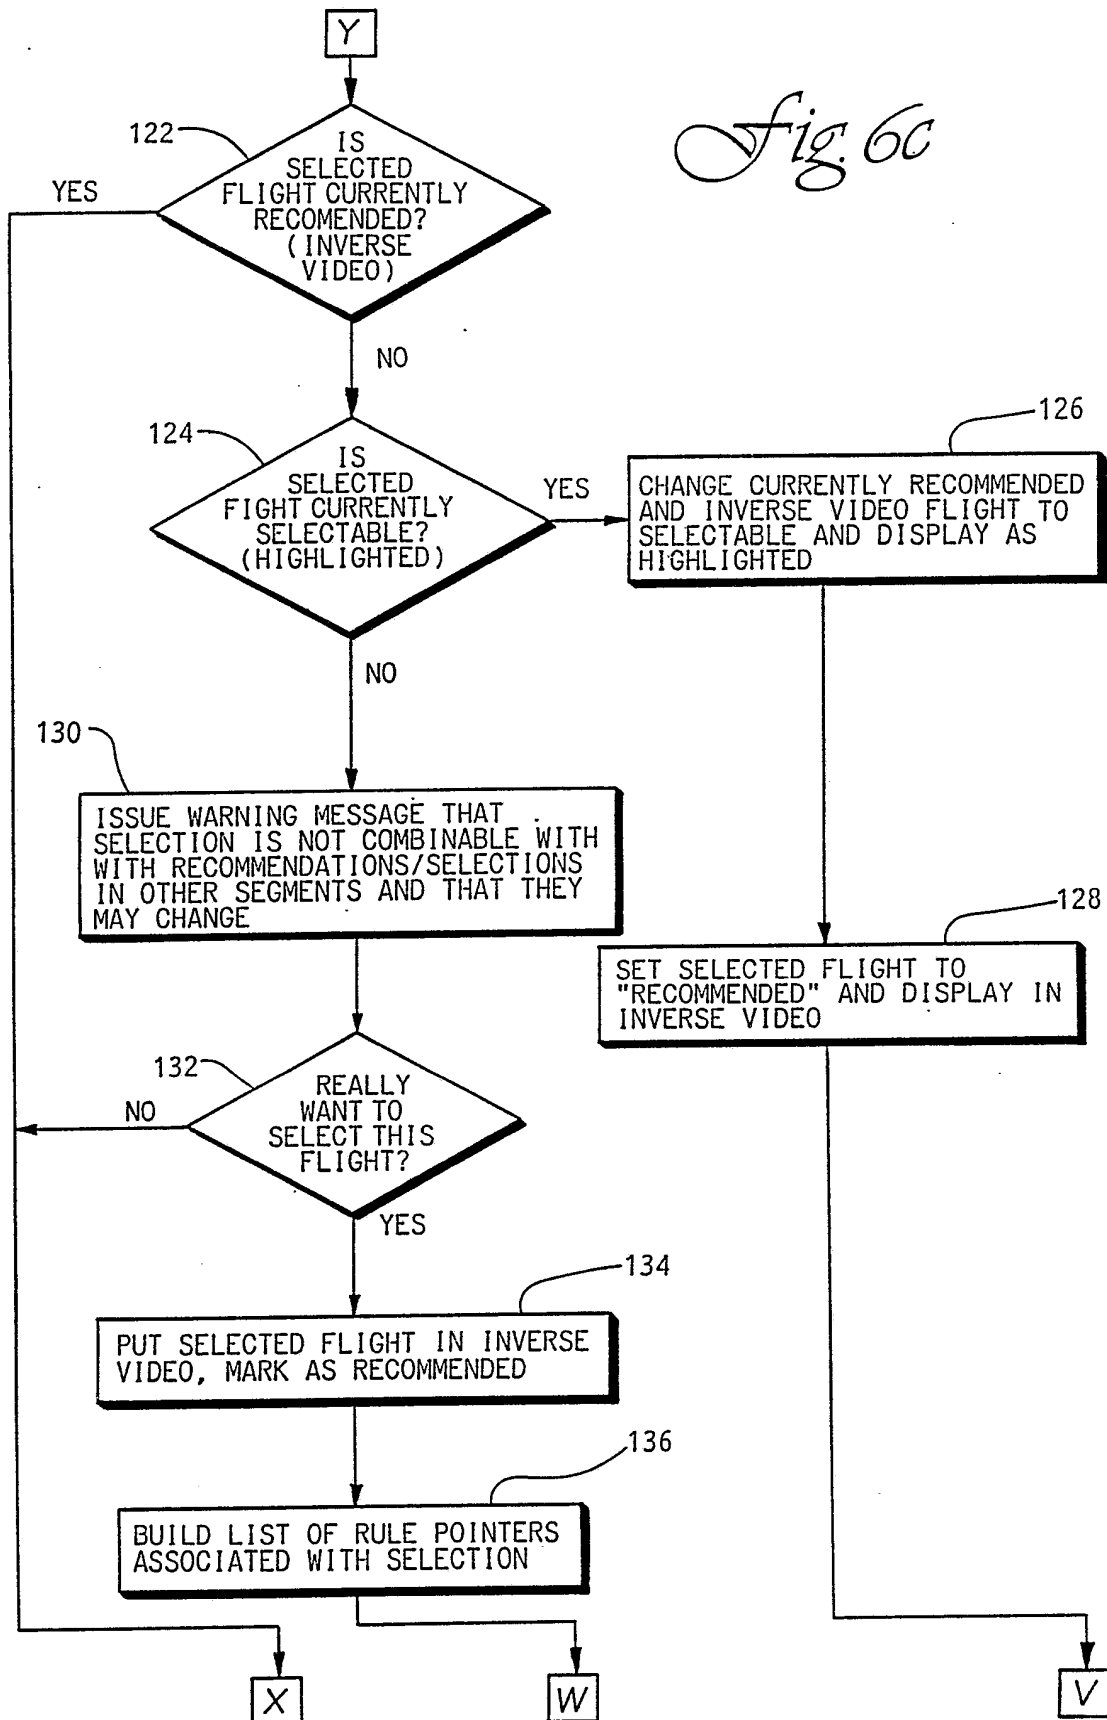 Y
Fig. 6c
122
IS
SELECTED
FLIGHT CURRENTLY
RECOMENDED?
(INVERSE
VIDEO)
YES
NO
124
IS
SELECTED
FIGHT CURRENTLY
SELECTABLE?
(HIGHLIGHTED)
YES
126
CHANGE CURRENTLY RECOMMENDED
AND INVERSE VIDEO FLIGHT TO
SELECTABLE AND DISPLAY AS
HIGHLIGHTED
NO
130
ISSUE WARNING MESSAGE THAT
SELECTION IS NOT COMBINABLE WITH
WITH RECOMMENDATIONS/SELECTIONS
IN OTHER SEGMENTS AND THAT THEY
MAY CHANGE
128
SET SELECTED FLIGHT TO
"RECOMMENDED" AND DISPLAY IN
INVERSE VIDEO
132
REALLY
WANT TO
SELECT THIS
FLIGHT?
NO
YES
134
PUT SELECTED FLIGHT IN INVERSE
VIDEO, MARK AS RECOMMENDED
136
BUILD LIST OF RULE POINTERS
ASSOCIATED WITH SELECTION
X
W
V